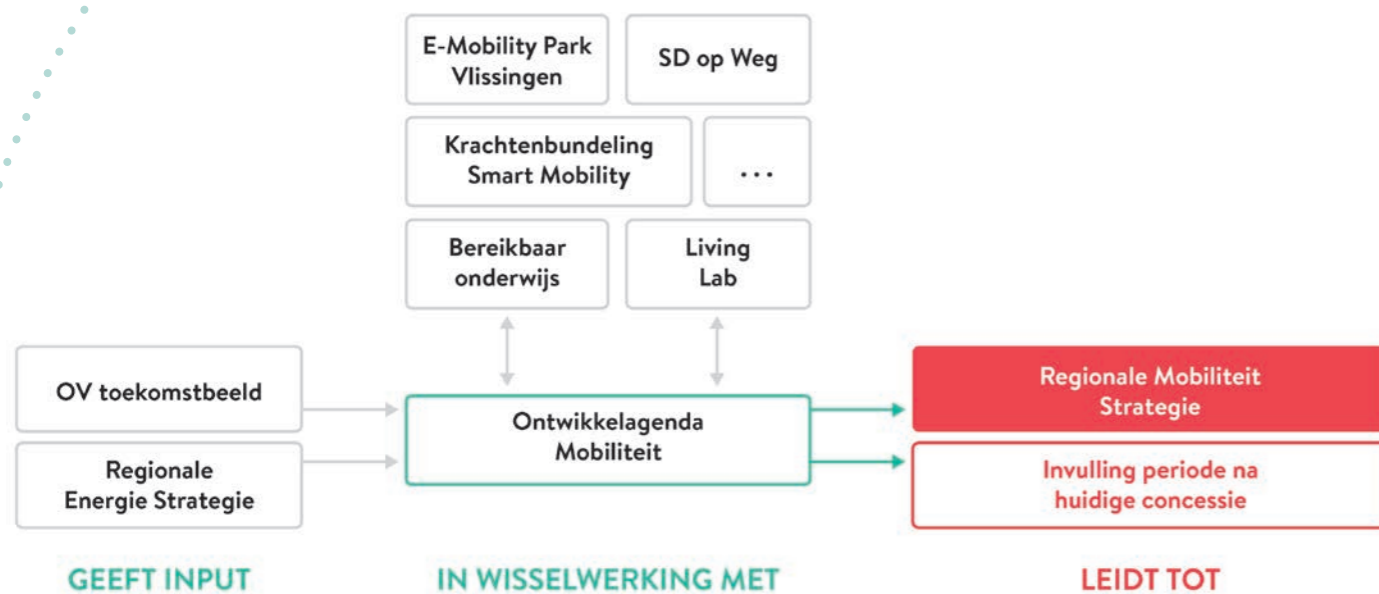 E-Mobility Park
Vlissingen
SD op Weg
Krachtenbundeling
Smart Mobility
...
Bereikbaar
onderwijs
Living
Lab
OV toekomstbeeld
Regionale
Energie Strategie
Ontwikkelagenda
Mobiliteit
Regionale Mobiliteit
Strategie
Invulling periode na
huidige concessie
GEEFT INPUT
IN WISSELWERKING MET
LEIDT TOT